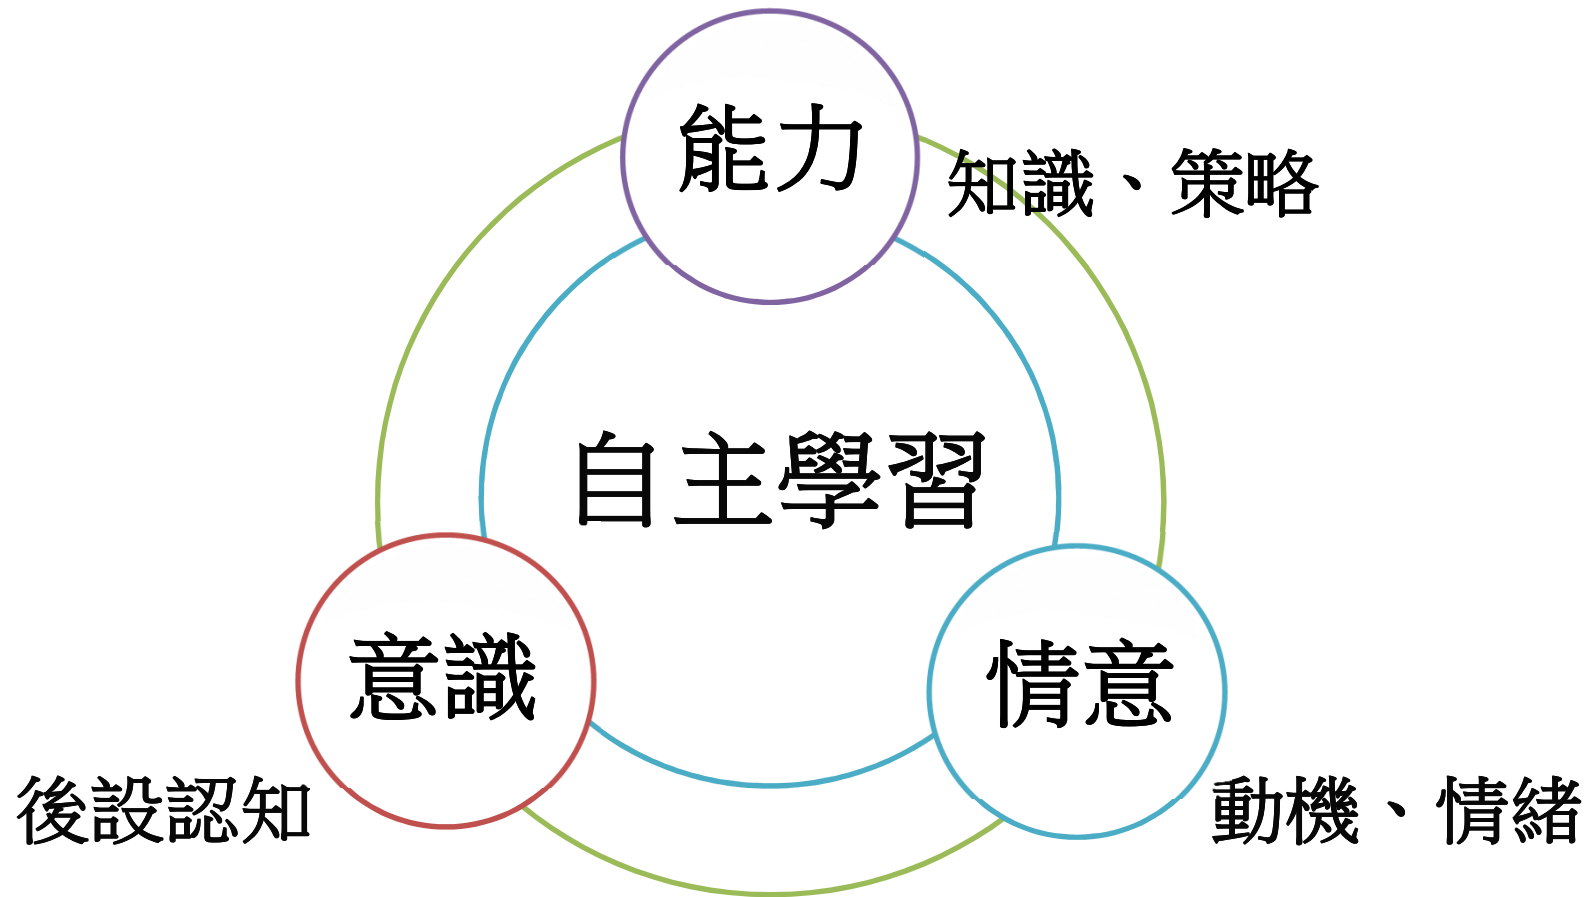 能力
知識、策略
自主學習
意識
情意
後設認知
動機、情緒